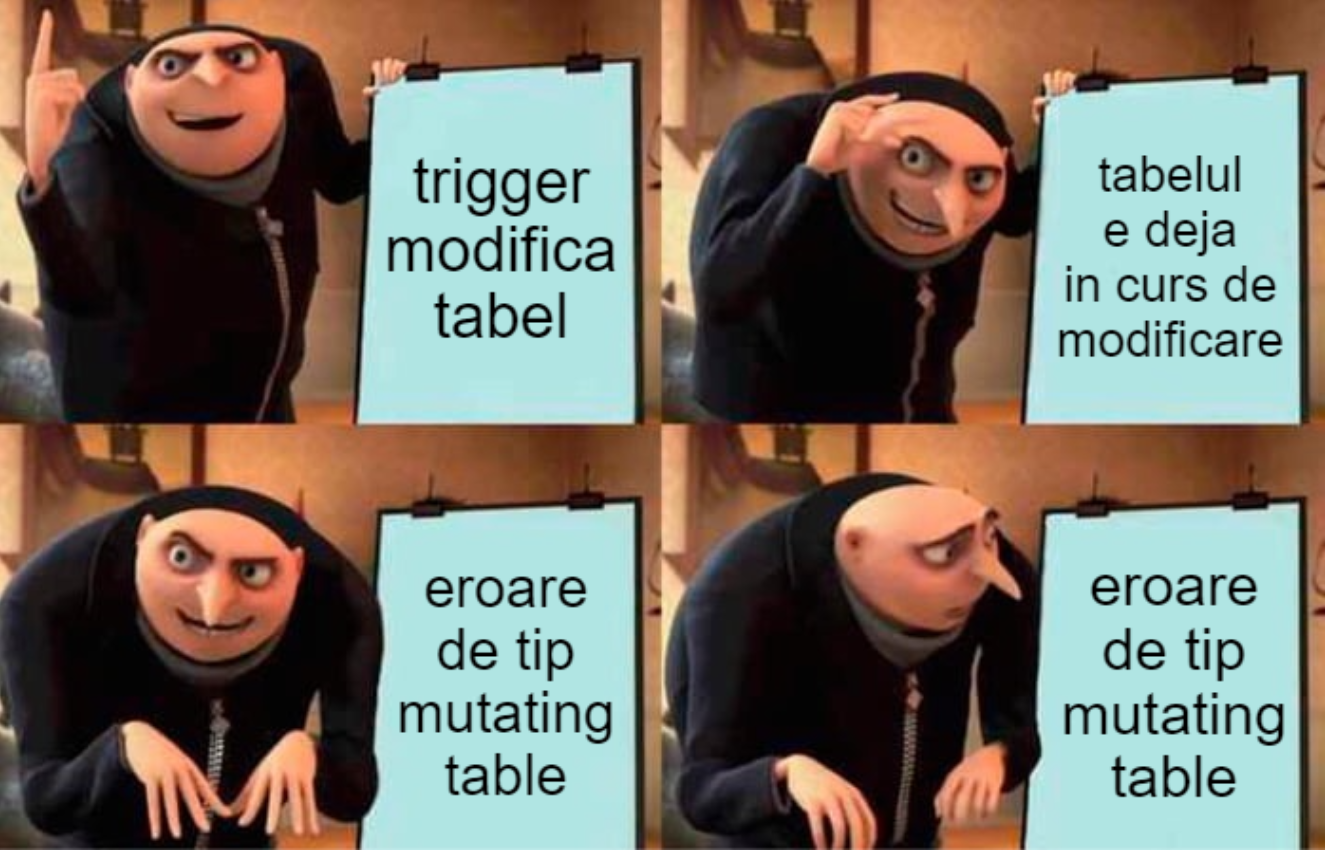 trigger
modifica
tabel
tabelul
e deja
in curs de
modificare
eroare
de tip
mutating
table
eroare
de tip
mutating
table